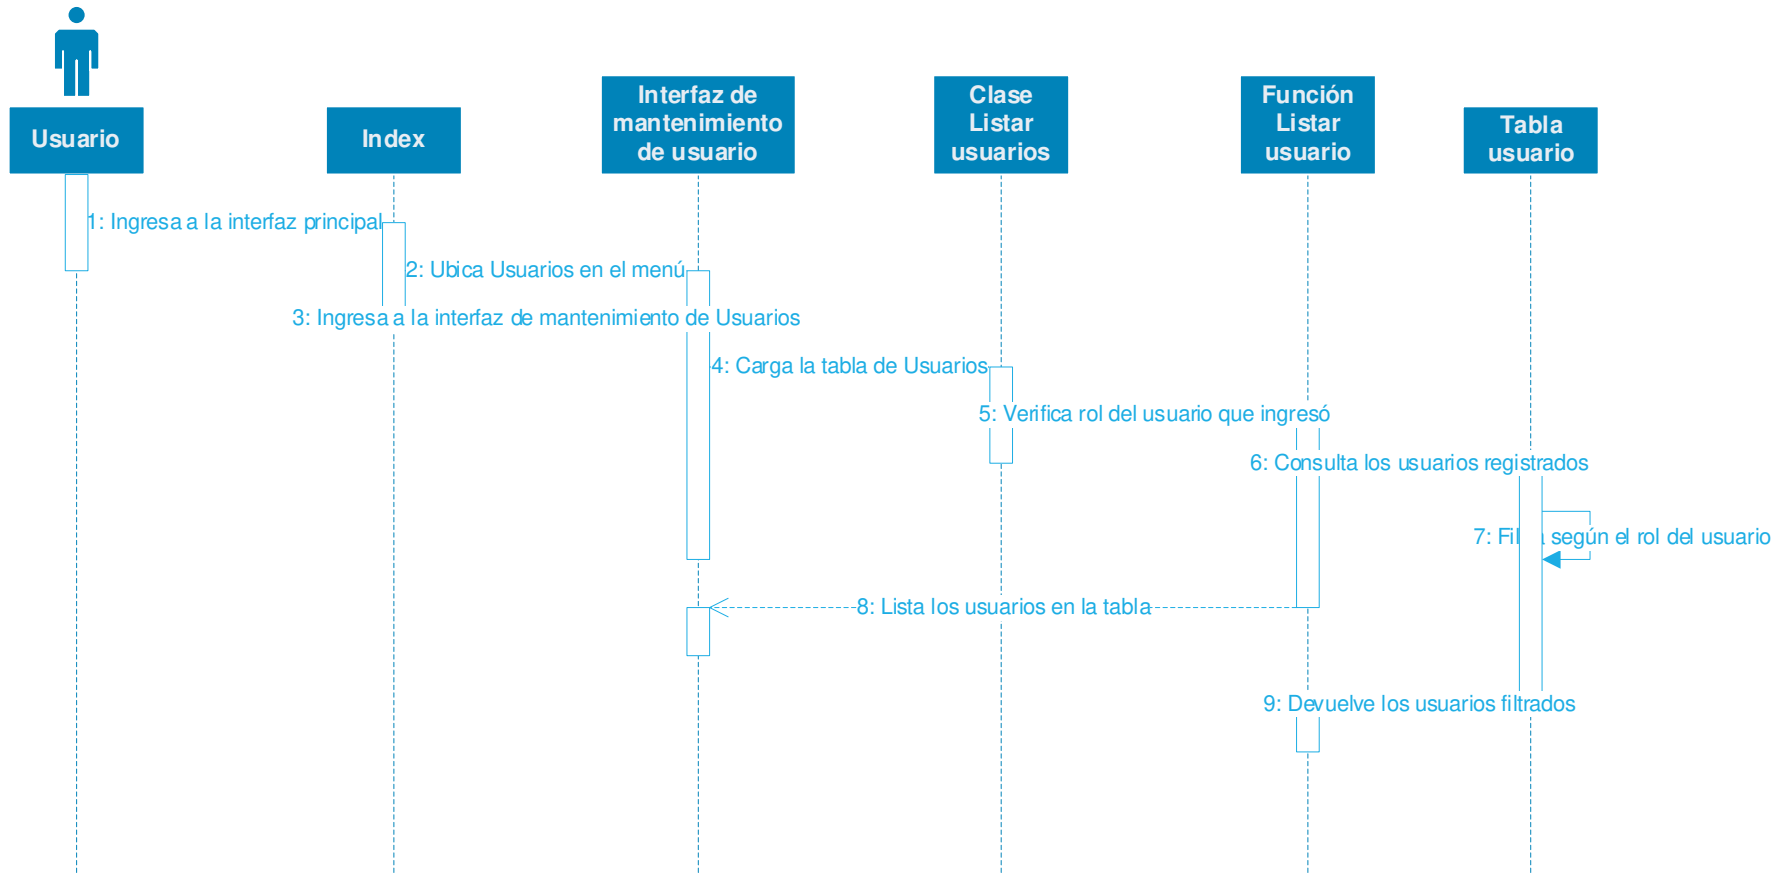 Usuario
Index
Interfaz de
mantenimiento
de usuario
Clase
Listar
usuarios
Función
Listar
usuario
Tabla
usuario
1: Ingresa a la interfaz principal
2: Ubica Usuarios en el menú
3: Ingresa a la interfaz de mantenimiento de Usuarios
4: Carga la tabla de Usuarios
5: Verifica rol del usuario que ingresó
6: Consulta los usuarios registrados
7: Filtra según el rol del usuario
8: Lista los usuarios en la tabla
9: Devuelve los usuarios filtrados